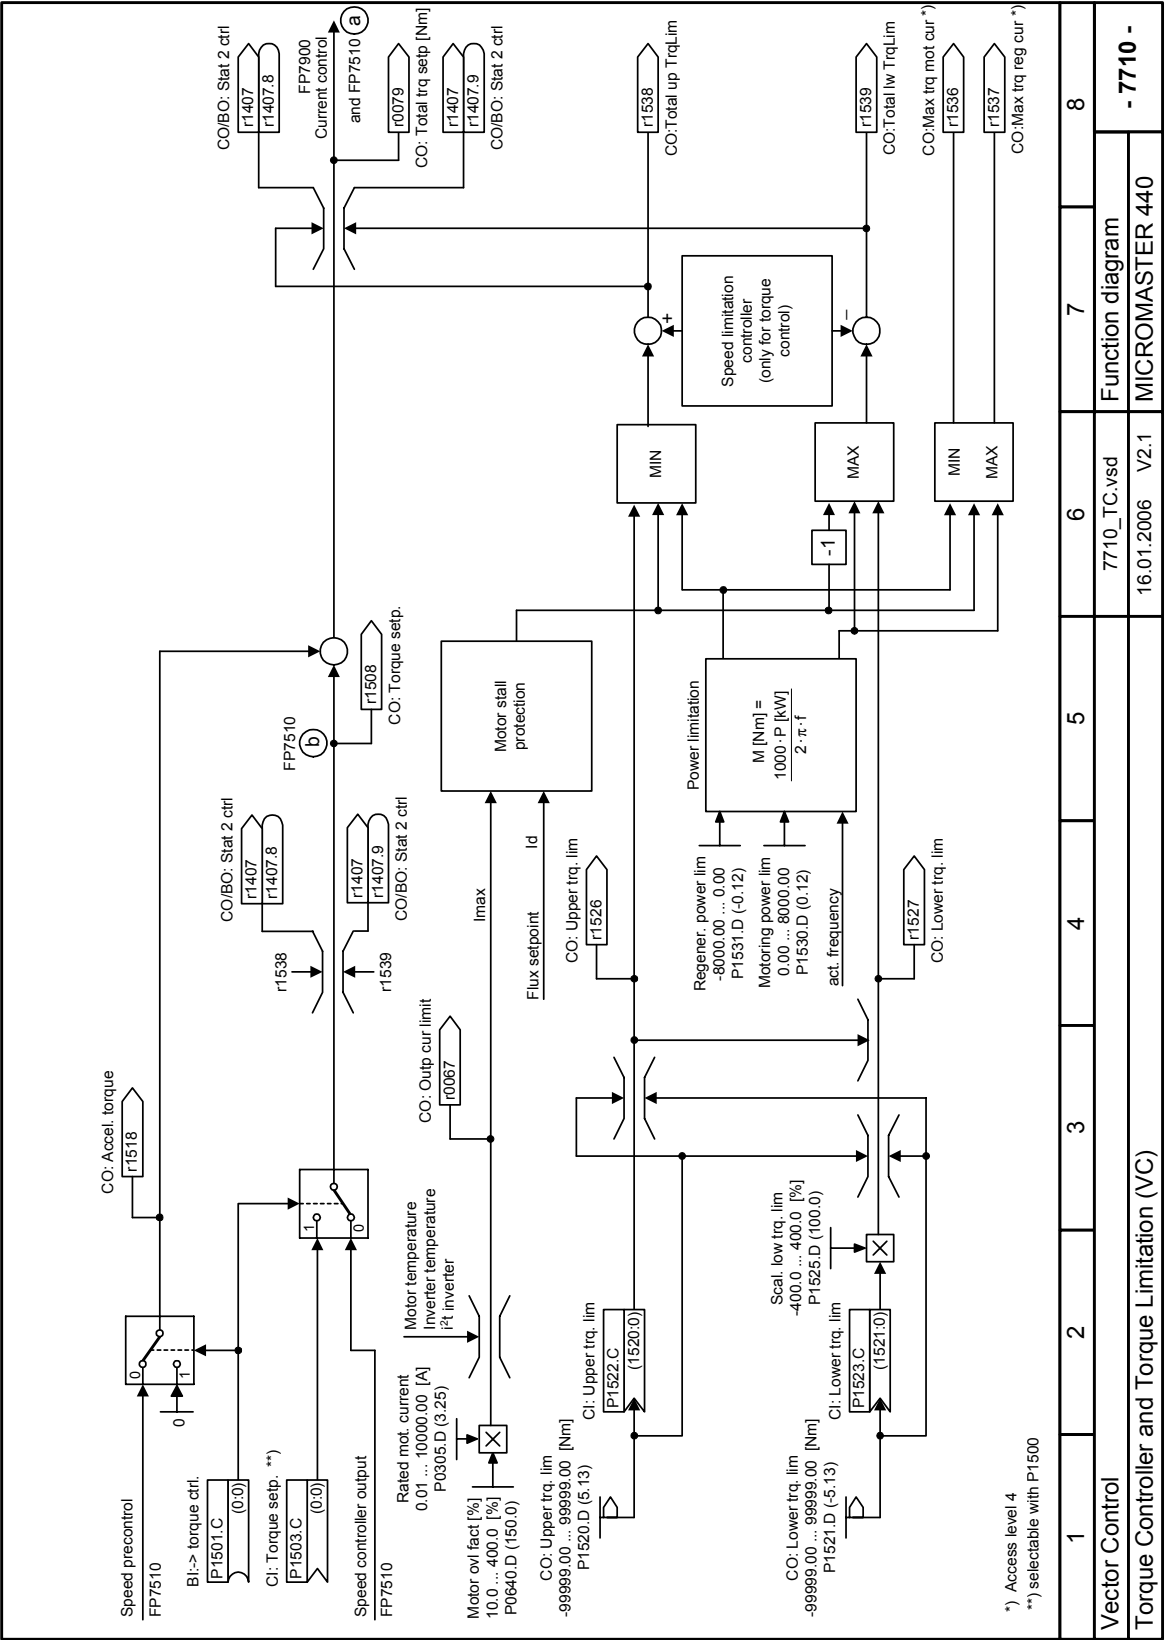 Speed precontrol
FP7510
0
1
0
BI:-> torque ctrl.
P1501.C
(0:0)
CI: Torque setp. **)
P1503.C
(0:0)
Speed controller output
FP7510
1
0
CO: Accel. torque
r1518
r1538
r1539
CO/BO: Stat 2 ctrl
r1407
r1407.8
r1407
r1407.9
CO/BO: Stat 2 ctrl
FP7510
b
r1508
CO: Torque setp.
CO/BO: Stat 2 ctrl
r1407
r1407.8
FP7900
Current control
and FP7510
a
r0079
CO: Total trq setp [Nm]
r1407
r1407.9
CO/BO: Stat 2 ctrl
Rated mot. current
0.01 ... 10000.00 [A]
P0305.D (3.25)
Motor ovl fact [%]
10.0 ... 400.0 [%]
P0640.D (150.0)
Motor temperature
Inverter temperature
i²t inverter
CO: Outp cur limit
r0067
Imax
Flux setpoint
Id
Motor stall
protection
CO: Upper trq. lim
-99999.00 ... 99999.00 [Nm]
P1520.D (5.13)
CI: Upper trq. lim
P1522.C
(1520:0)
CO: Upper trq. lim
r1526
Scal. low trq. lim
-400.0 ... 400.0 [%]
P1525.D (100.0)
CO: Lower trq. lim
-99999.00 ... 99999.00 [Nm]
P1521.D (-5.13)
CI: Lower trq. lim
P1523.C
(1521:0)
r1527
CO: Lower trq. lim
Regener. power lim
-8000.00 ... 0.00
P1531.D (-0.12)
Motoring power lim
0.00 ... 8000.00
P1530.D (0.12)
act. frequency
Power limitation
M [Nm] =
1000·P [kW]
2·π·f
-1
MIN
MAX
MIN
MAX
Speed limitation
controller
(only for torque
control)
+
–
r1538
CO:Total up TrqLim
r1539
CO:Total lw TrqLim
CO:Max trq mot cur *)
r1536
r1537
CO:Max trq reg cur *)
*) Access level 4
**) selectable with P1500
1
2
3
4
5
6
7
8
Vector Control
7710_TC.vsd
Function diagram
- 7710 -
Torque Controller and Torque Limitation (VC)
16.01.2006 V2.1
MICROMASTER 440